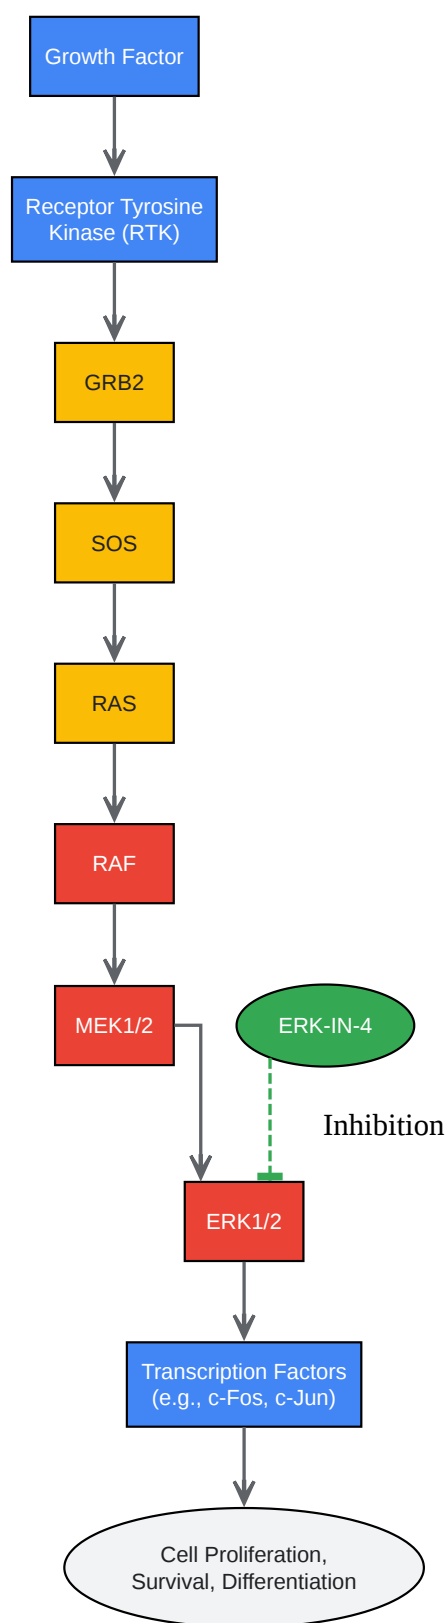 Growth Factor
Receptor Tyrosine
Kinase (RTK)
GRB2
SOS
RAS
RAF
MEK1/2
ERK-IN-4
Inhibition
ERK1/2
Transcription Factors
(e.g., c-Fos, c-Jun)
Cell Proliferation,
Survival, Differentiation